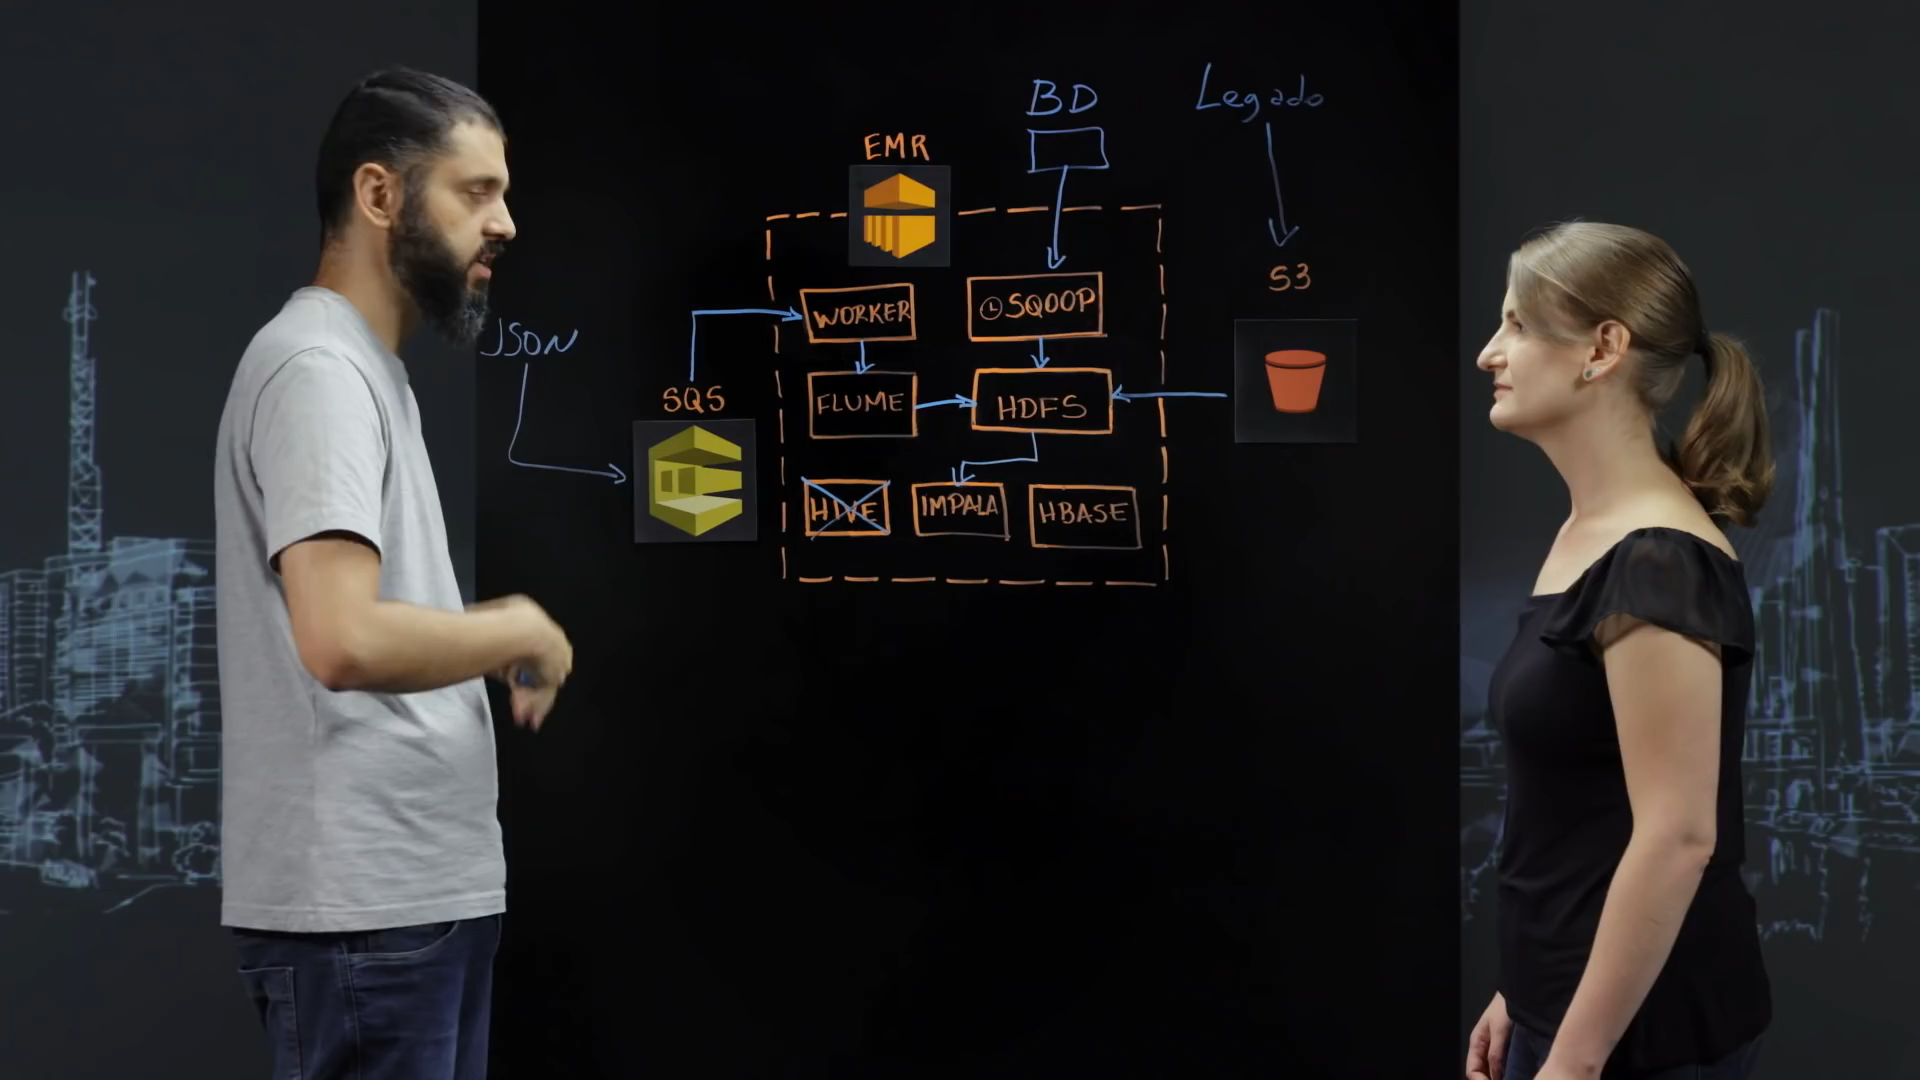 BD
Legado
EMR
S3
WORKER
SQOOP
JSON
SQS
FLUME
HDFS
HIVE
IMPALA
HBASE